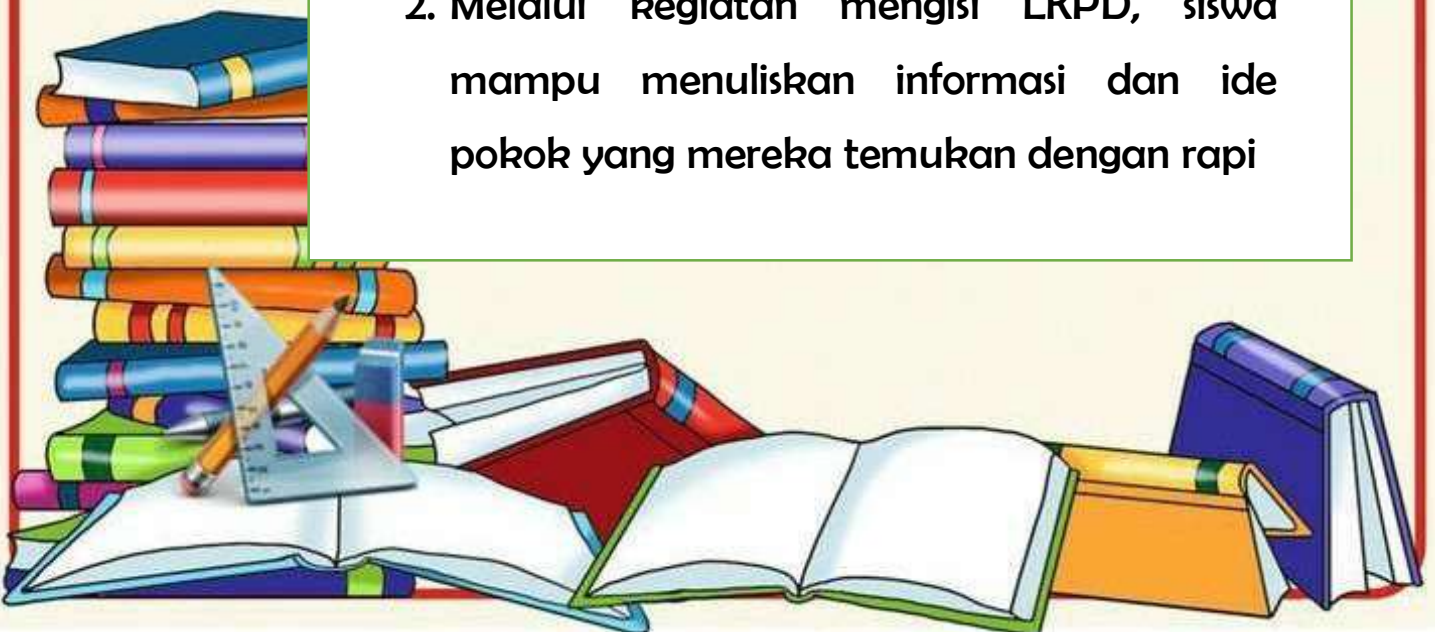 2. Melalui kegiatan mengisi LKPD, siswa
mampu menuliskan informasi dan ide
pokok yang mereka temukan dengan rapi